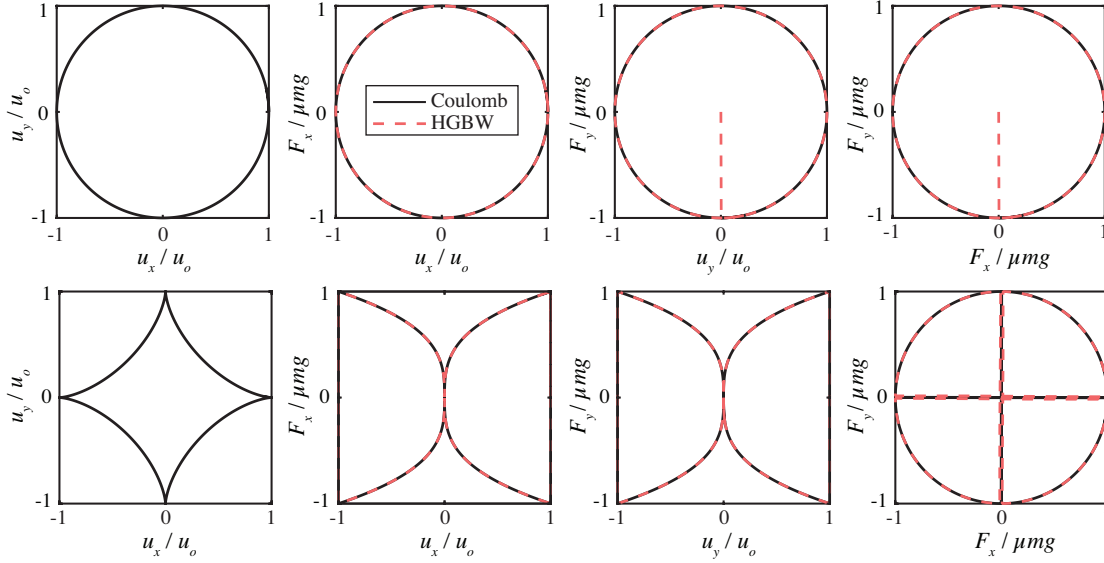 1
0
-1
u_y / u_o
-1 0 1
u_x / u_o
1
0
-1
F_x / μmg
Coulomb
HGBW
-1 0 1
u_x / u_o
1
0
-1
F_y / μmg
-1 0 1
u_y / u_o
1
0
-1
F_y / μmg
-1 0 1
F_x / μmg
1
0
-1
u_y / u_o
-1 0 1
u_x / u_o
1
0
-1
F_x / μmg
-1 0 1
u_x / u_o
1
0
-1
F_y / μmg
-1 0 1
u_y / u_o
1
0
-1
F_y / μmg
-1 0 1
F_x / μmg